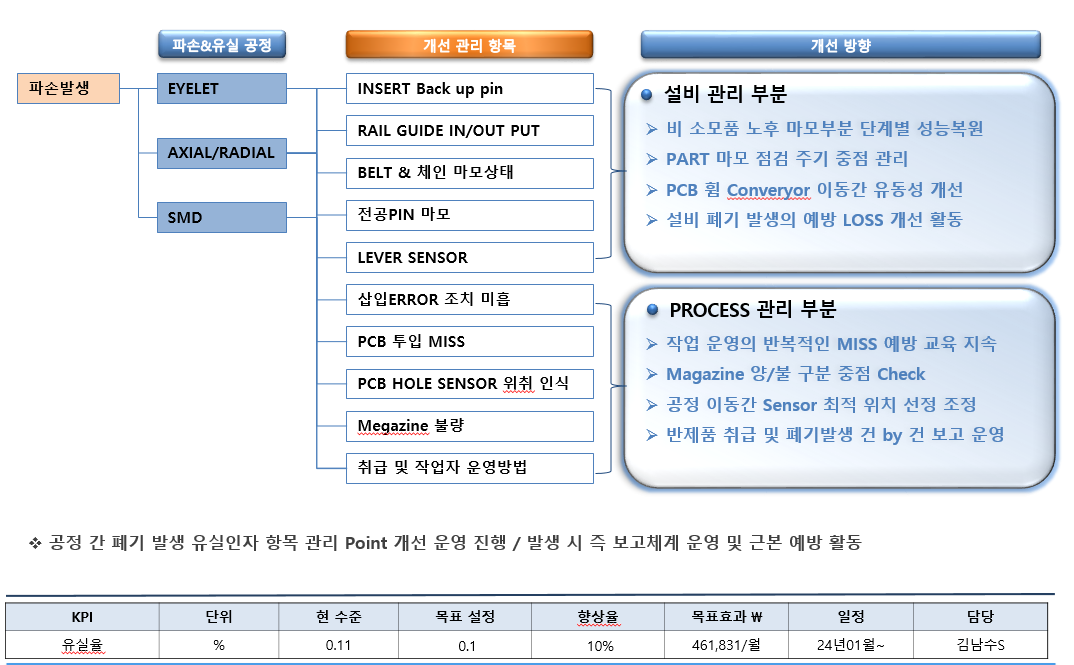 파손&유실 공정
개선 관리 항목
개선 방향
파손발생
EYELET
AXIAL/RADIAL
SMD
INSERT Back up pin
RAIL GUIDE IN/OUT PUT
BELT & 체인 마모상태
전공PIN 마모
LEVER SENSOR
삽입ERROR 조치 미흡
PCB 투입 MISS
PCB HOLE SENSOR 위취 인식
Megazine 불량
취급 및 작업자 운영방법
설비 관리 부분
비 소모품 노후 마모부분 단계별 성능복원
PART 마모 점검 주기 중점 관리
PCB 휨 Converyor 이동간 유동성 개선
설비 폐기 발생의 예방 LOSS 개선 활동
PROCESS 관리 부분
작업 운영의 반복적인 MISS 예방 교육 지속
Magazine 양/불 구분 중점 Check
공정 이동간 Sensor 최적 위치 선정 조정
반제품 취급 및 폐기발생 건 by 건 보고 운영
❖ 공정 간 폐기 발생 유실인자 항목 관리 Point 개선 운영 진행 / 발생 시 즉 보고체계 운영 및 근본 예방 활동
KPI 단위 현 수준 목표 설정 향상율 목표효과 ₩ 일정 담당
유실율 % 0.11 0.1 10% 461,831/월 24년01월~ 김남수S